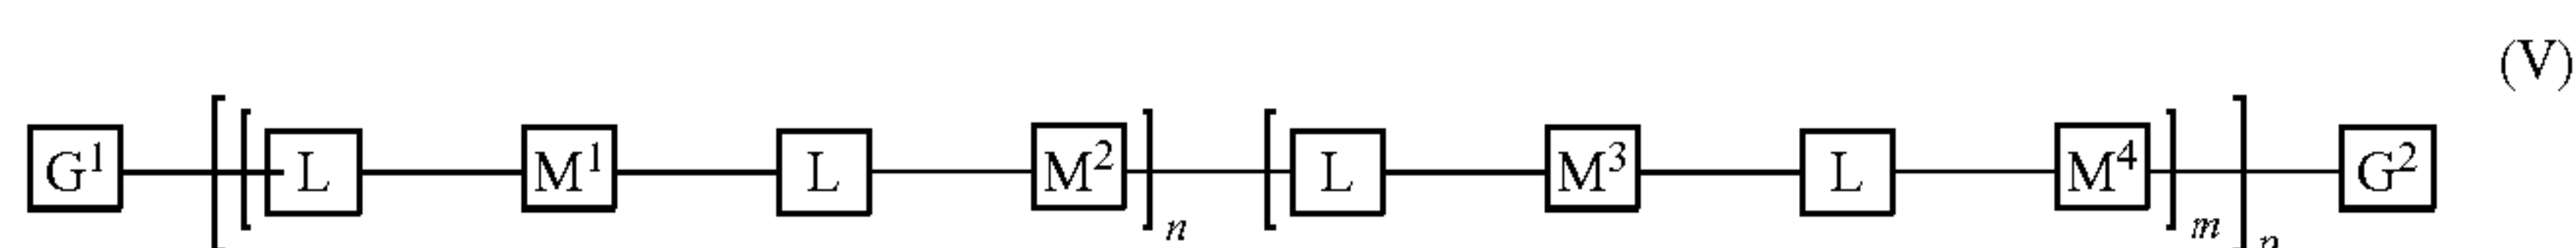 (V)
G¹ [ [ L M¹ L M² ]ₙ [ L M³ L M⁴ ]ₘ ] G²